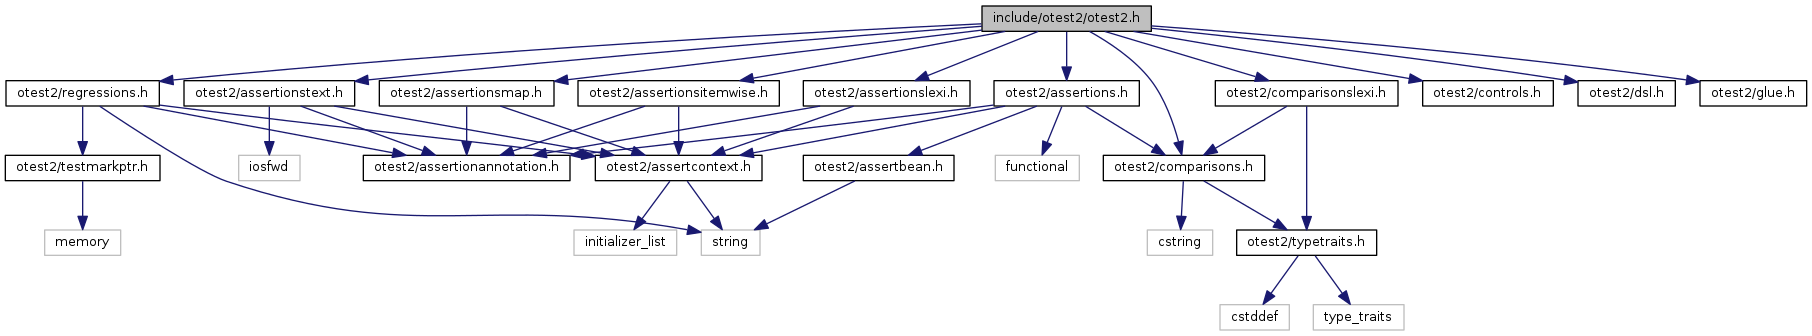 include/otest2/otest2.h
otest2/regressions.h
otest2/assertionstext.h
otest2/assertionsmap.h
otest2/assertionsitemwise.h
otest2/assertionslexi.h
otest2/assertions.h
otest2/comparisonslexi.h
otest2/controls.h
otest2/dsl.h
otest2/glue.h
otest2/testmarkptr.h
iosfwd
otest2/assertionannotation.h
otest2/assertcontext.h
otest2/assertbean.h
functional
otest2/comparisons.h
memory
initializer_list
string
cstring
otest2/typetraits.h
cstddef
type_traits